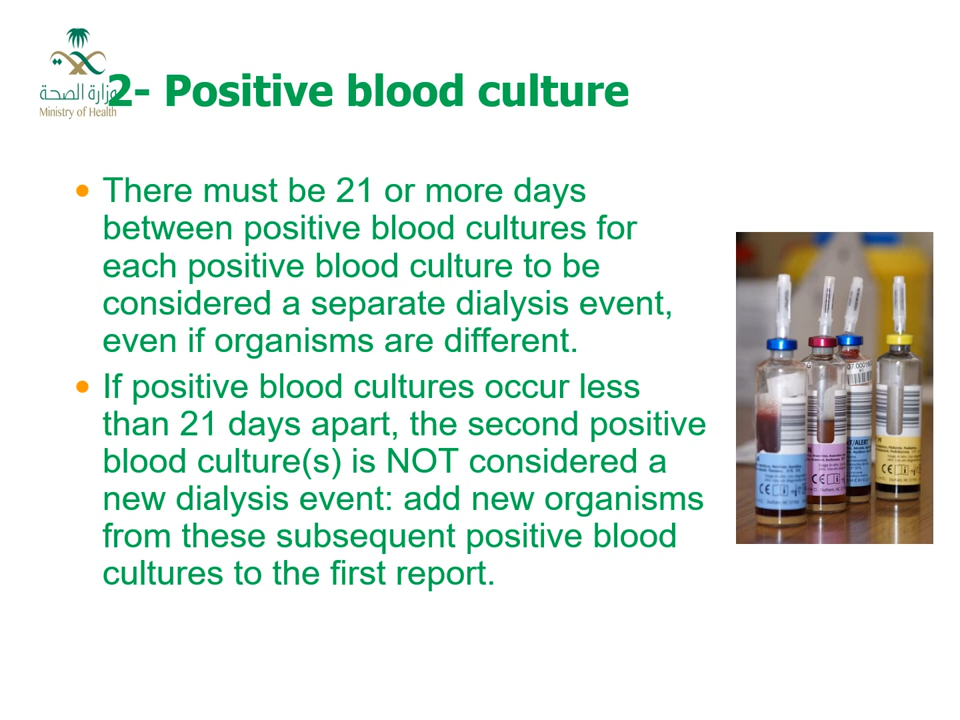 وزارة الصحة
Ministry of Health
2- Positive blood culture
There must be 21 or more days
between positive blood cultures for
each positive blood culture to be
considered a separate dialysis event,
even if organisms are different.
If positive blood cultures occur less
than 21 days apart, the second positive
blood culture(s) is NOT considered a
new dialysis event: add new organisms
from these subsequent positive blood
cultures to the first report.